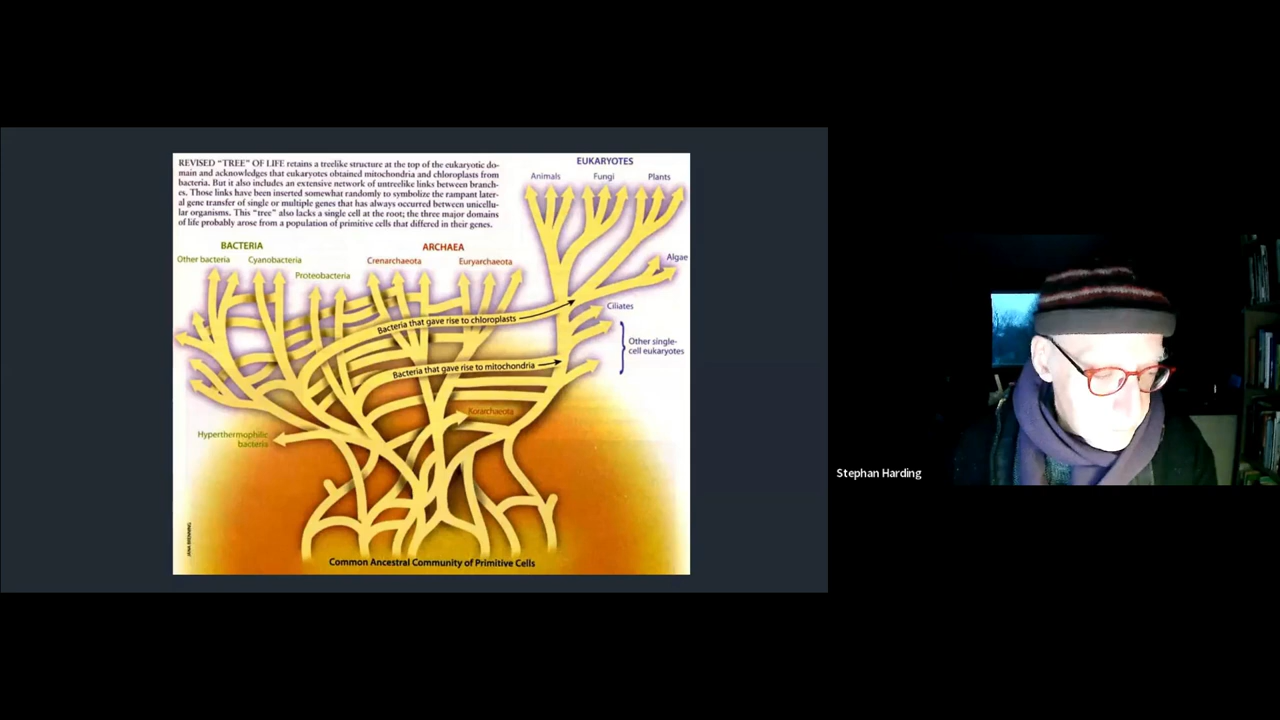 REVISED “TREE” OF LIFE retains a treelike structure at the top of the eukaryotic do-
main and acknowledges that eukaryotes obtained mitochondria and chloroplasts from
bacteria. But it also includes an extensive network of untreelike links between branch-
es. Those links have been inserted somewhat randomly to symbolize the rampant later-
al gene transfer of single or multiple genes that has always occurred between unicellu-
lar organisms. This “tree” also lacks a single cell at the root; the three major domains
of life probably arose from a population of primitive cells that differed in their genes.
EUKARYOTES
Animals Fungi Plants
BACTERIA
Other bacteria Cyanobacteria
Proteobacteria
ARCHAEA
Crenarchaeota Euryarchaeota
Algae
Ciliates
Bacteria that gave rise to chloroplasts
Other single-
cell eukaryotes
Bacteria that gave rise to mitochondria
Korarchaeota
Hyperthermophilic
bacteria
Common Ancestral Community of Primitive Cells
Stephan Harding